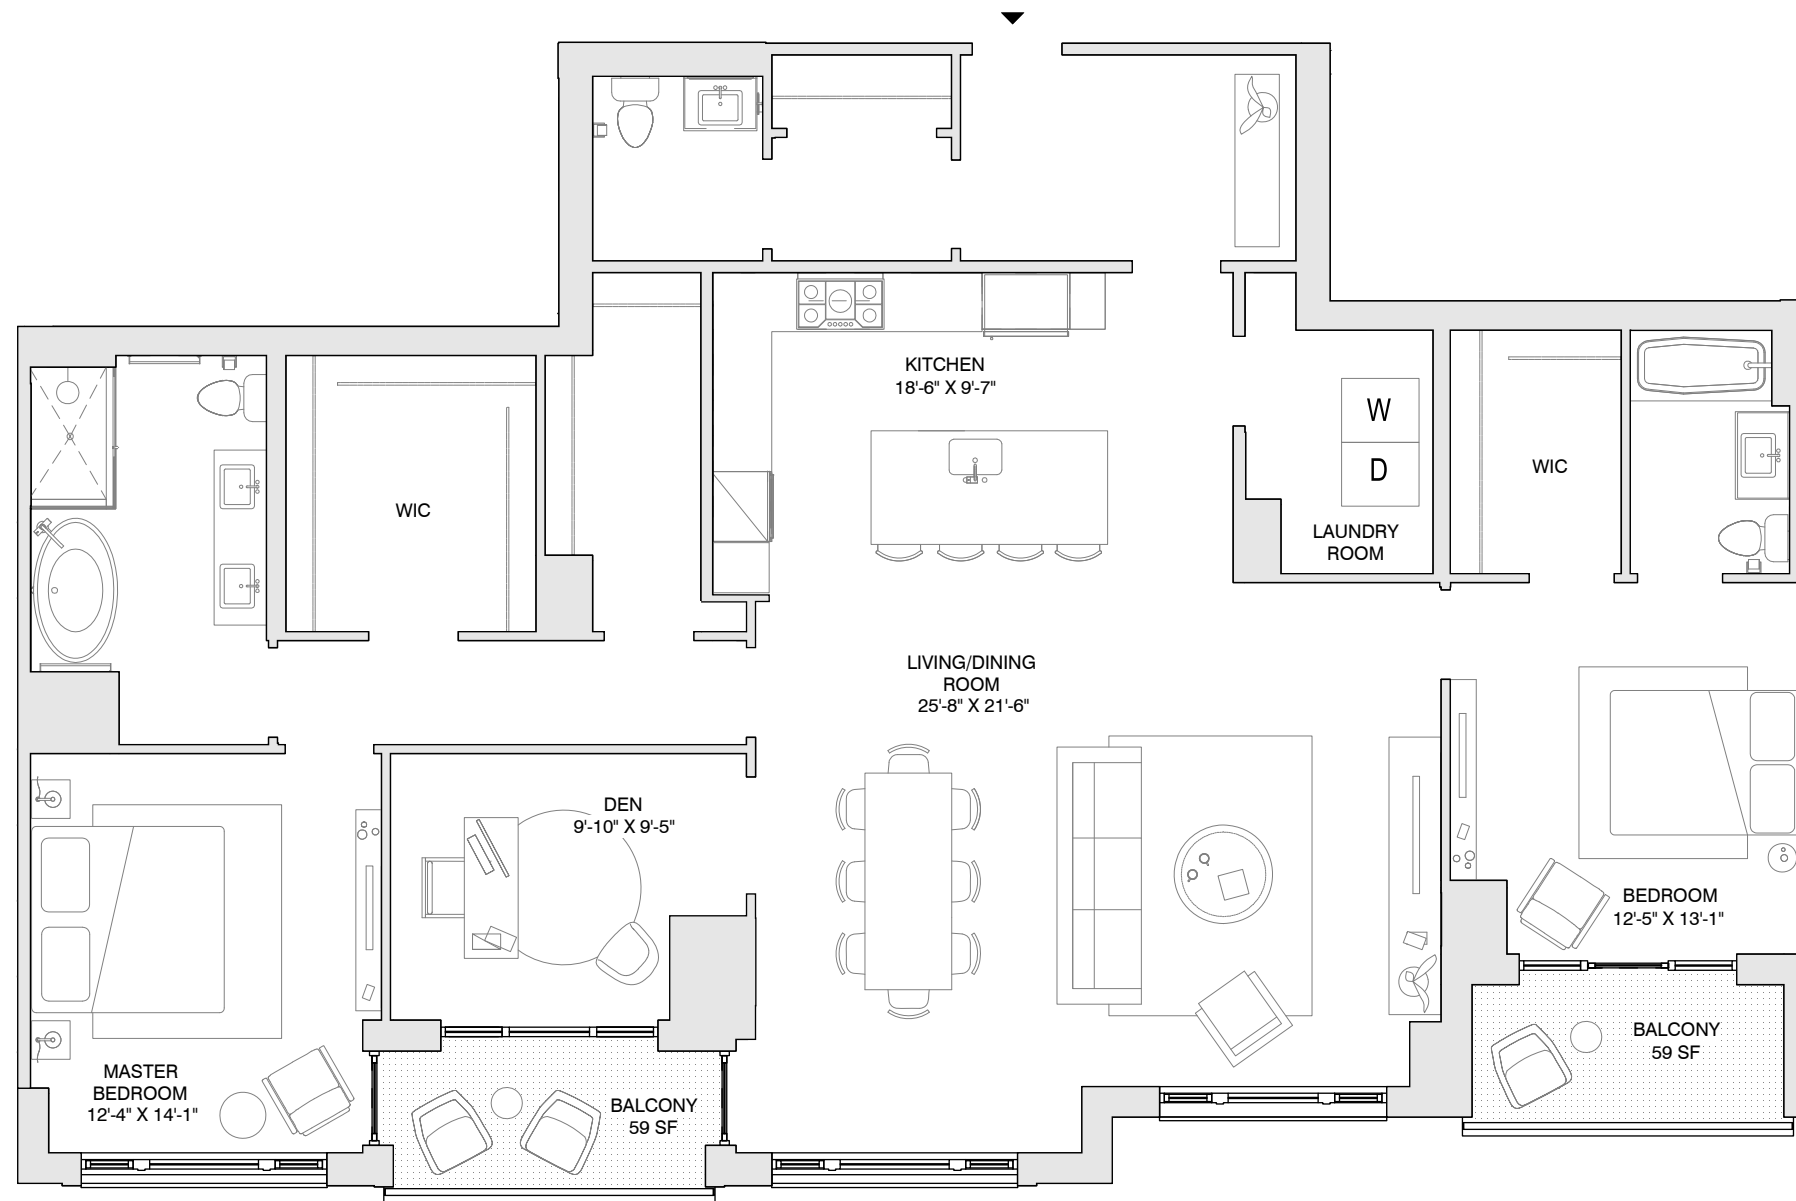 KITCHEN
18'-6" X 9'-7"
W
D
WIC
WIC
LAUNDRY
ROOM
LIVING/DINING
ROOM
25'-8" X 21'-6"
DEN
9'-10" X 9'-5"
BEDROOM
12'-5" X 13'-1"
BALCONY
59 SF
MASTER
BEDROOM
12'-4" X 14'-1"
BALCONY
59 SF